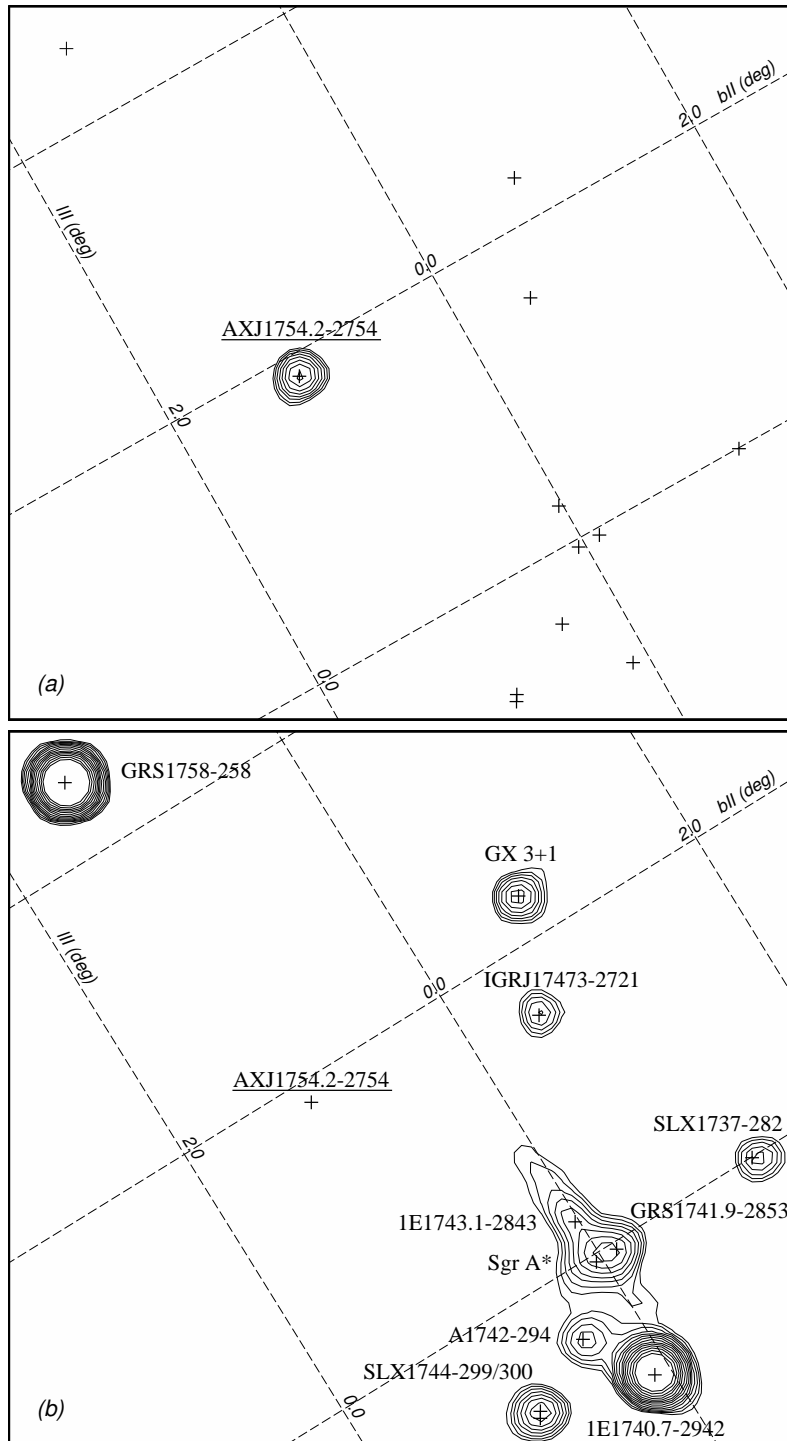 bII (deg)
2.0
lII (deg)
0.0
AXJ1754.2-2754
2.0
0.0
(a)
GRS1758-258
bII (deg)
2.0
GX 3+1
lII (deg)
IGRJ17473-2721
0.0
AXJ1754.2-2754
2.0
SLX1737-282
1E1743.1-2843
GRS1741.9-2853
Sgr A*
A1742-294
SLX1744-299/300
0.0
(b)
1E1740.7-2942